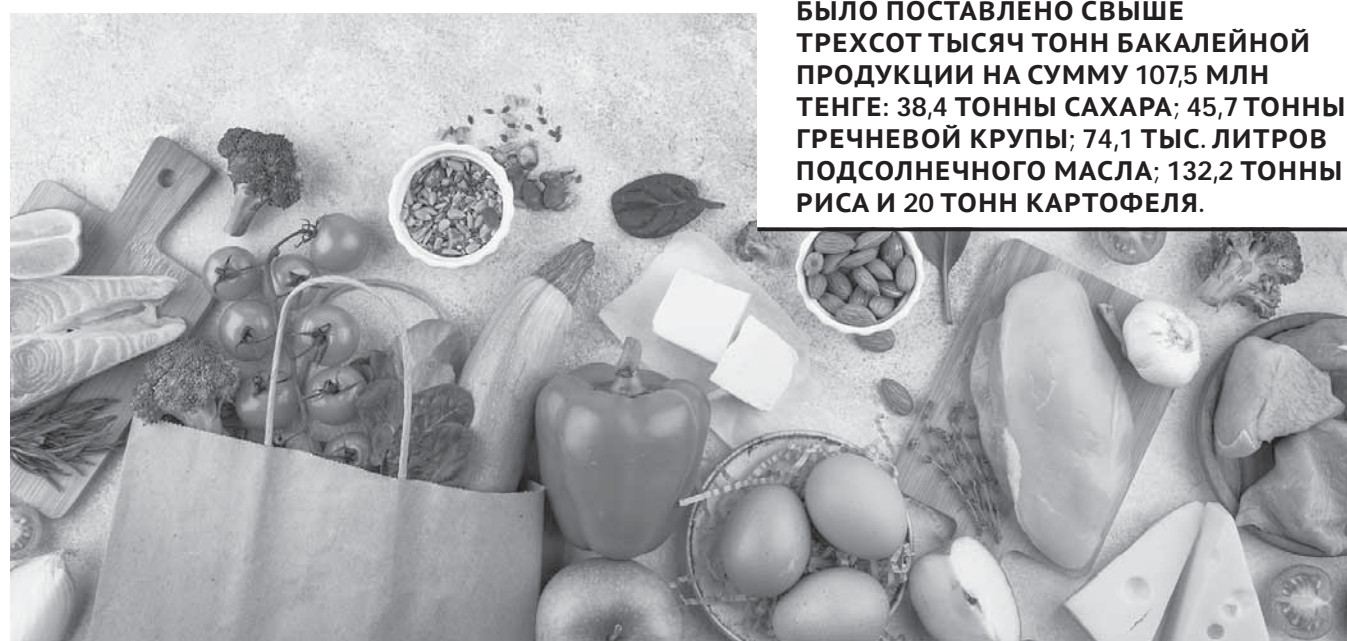 БЫЛО ПОСТАВЛЕНО СВЫШЕ
ТРЕХСОТ ТЫСЯЧ ТОНН БАКАЛЕЙНОЙ
ПРОДУКЦИИ НА СУММУ 107,5 МЛН
ТЕНГЕ: 38,4 ТОННЫ САХАРА; 45,7 ТОННЫ
ГРЕЧНЕВОЙ КРУПЫ; 74,1 ТЫС. ЛИТРОВ
ПОДСОЛНЕЧНОГО МАСЛА; 132,2 ТОННЫ
РИСА И 20 ТОНН КАРТОФЕЛЯ.